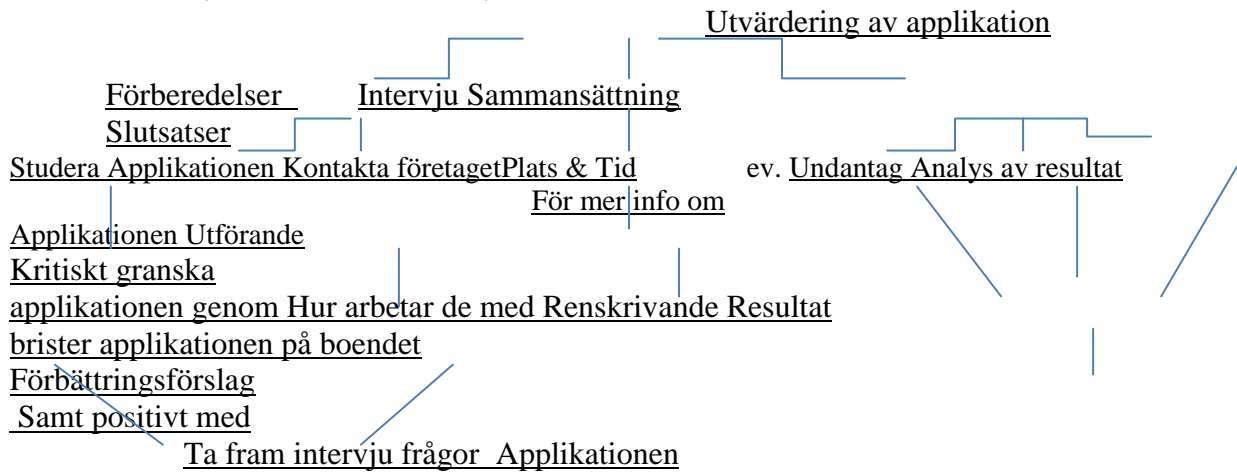 Utvärdering av applikation
Förberedelser Intervju Sammansättning
Slutsatser
Studera Applikationen Kontakta företagetPlats & Tid ev. Undantag Analys av resultat
För mer info om
Applikationen Utförande
Kritiskt granska
applikationen genom Hur arbetar de med Renskrivande Resultat
brister applikationen på boendet
Förbättringsförslag
Samt positivt med
Ta fram intervju frågor Applikationen